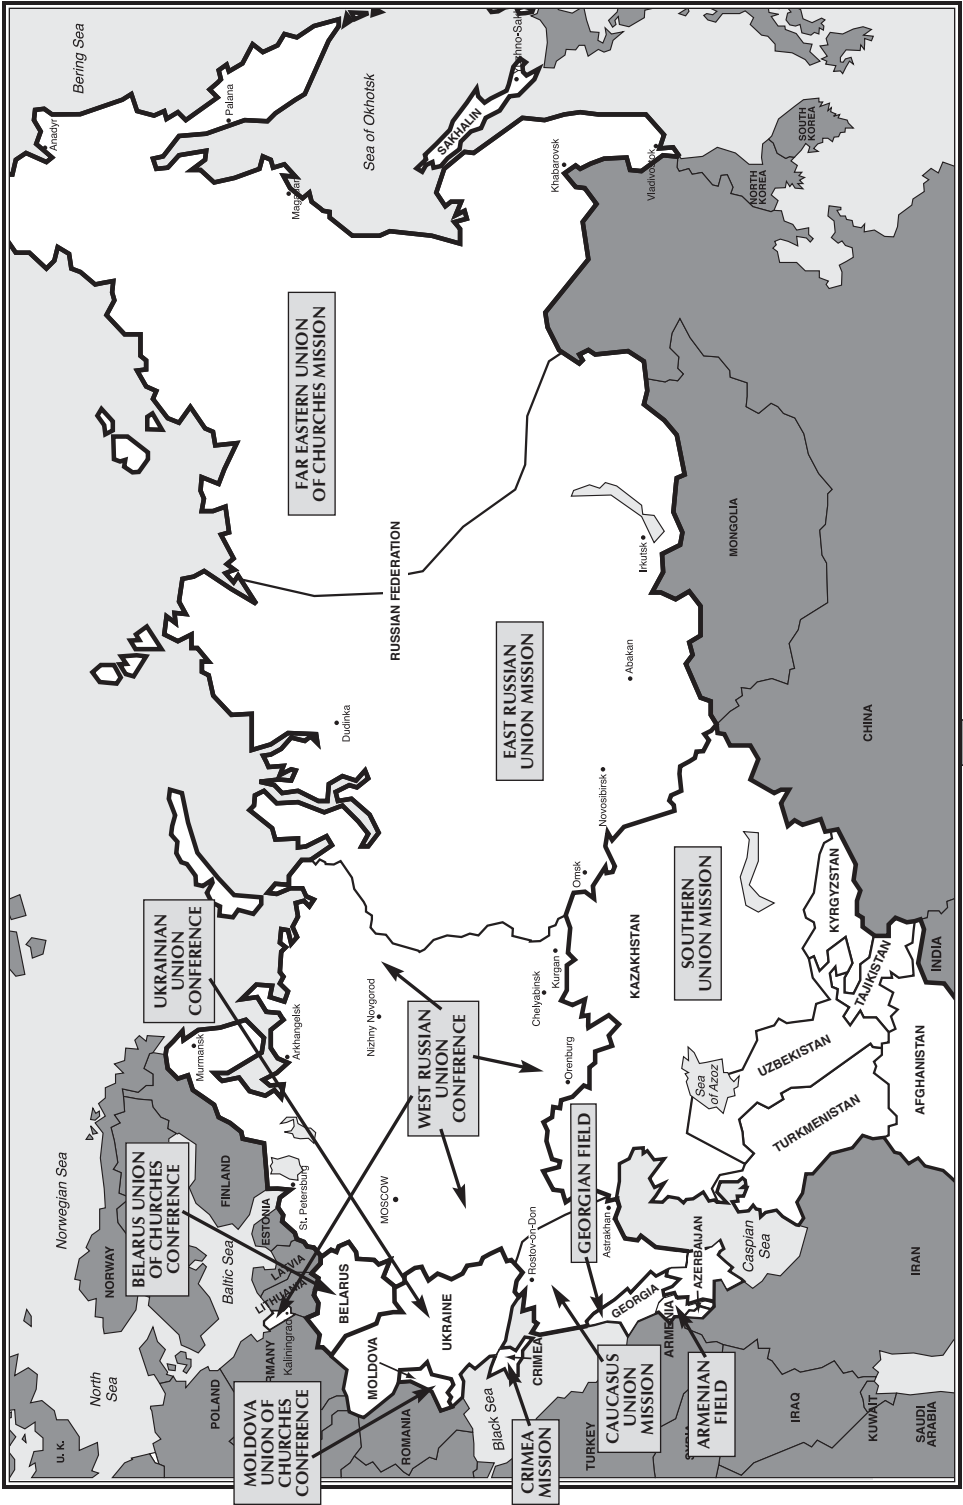 Bering Sea
Anadyr
Palana
Sea of Okhotsk
SAKHALIN
Magadan
Khabarovsk
Vladivostok
NORTH
KOREA
SOUTH
KOREA
FAR EASTERN UNION
OF CHURCHES MISSION
RUSSIAN FEDERATION
Irkutsk
MONGOLIA
EAST RUSSIAN
UNION MISSION
Abakan
Dudinka
Novosibirsk
CHINA
Omsk
SOUTHERN
UNION MISSION
KAZAKHSTAN
KYRGYZSTAN
TAJIKISTAN
INDIA
UZBEKISTAN
TURKMENISTAN
AFGHANISTAN
Sea
of Azoz
UKRAINIAN
UNION
CONFERENCE
Murmansk
Arkhangelsk
Nizhny Novgorod
Kurgan
Chelyabinsk
Orenburg
WEST RUSSIAN
UNION
CONFERENCE
GEORGIAN FIELD
MOSCOW
St. Petersburg
Rostov-on-Don
Astrakhan
Norwegian Sea
BELARUS UNION
OF CHURCHES
CONFERENCE
FINLAND
ESTONIA
LATVIA
LITHUANIA
NORWAY
Baltic Sea
Kaliningrad
BELARUS
UKRAINE
MOLDOVA
GEORGIA
ARMENIA
AZERBAIJAN
Caspian
Sea
IRAN
North
Sea
U. K.
POLAND
RMANY
MOLDOVA
UNION OF
CHURCHES
CONFERENCE
ROMANIA
Black Sea
CRIMEA
CRIMEA
MISSION
TURKEY
CAUCASUS
UNION
MISSION
ARMENIAN
FIELD
IRAQ
KUWAIT
SAUDI
ARABIA